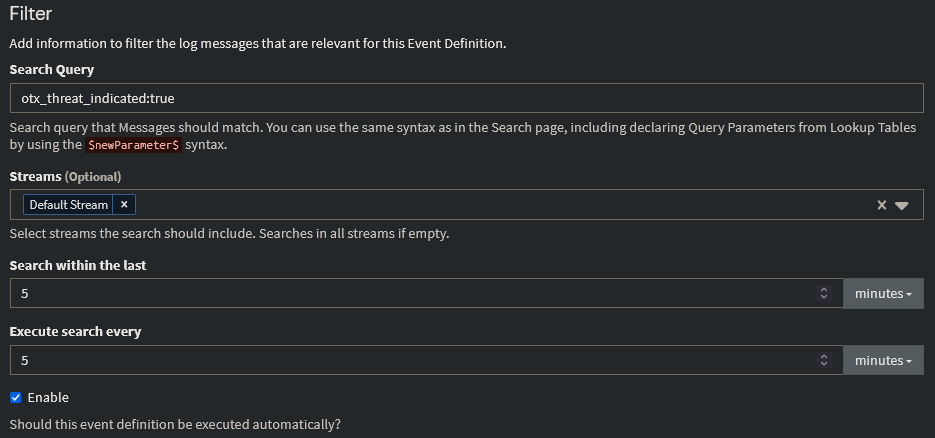 Filter
Add information to filter the log messages that are relevant for this Event Definition.
Search Query
otx_threat_indicated:true
Search query that Messages should match. You can use the same syntax as in the Search page, including declaring Query Parameters from Lookup Tables
by using the $newParameter$ syntax.
Streams (Optional)
Default Stream ×
Select streams the search should include. Searches in all streams if empty.
Search within the last
5 minutes
Execute search every
5 minutes
Enable
Should this event definition be executed automatically?